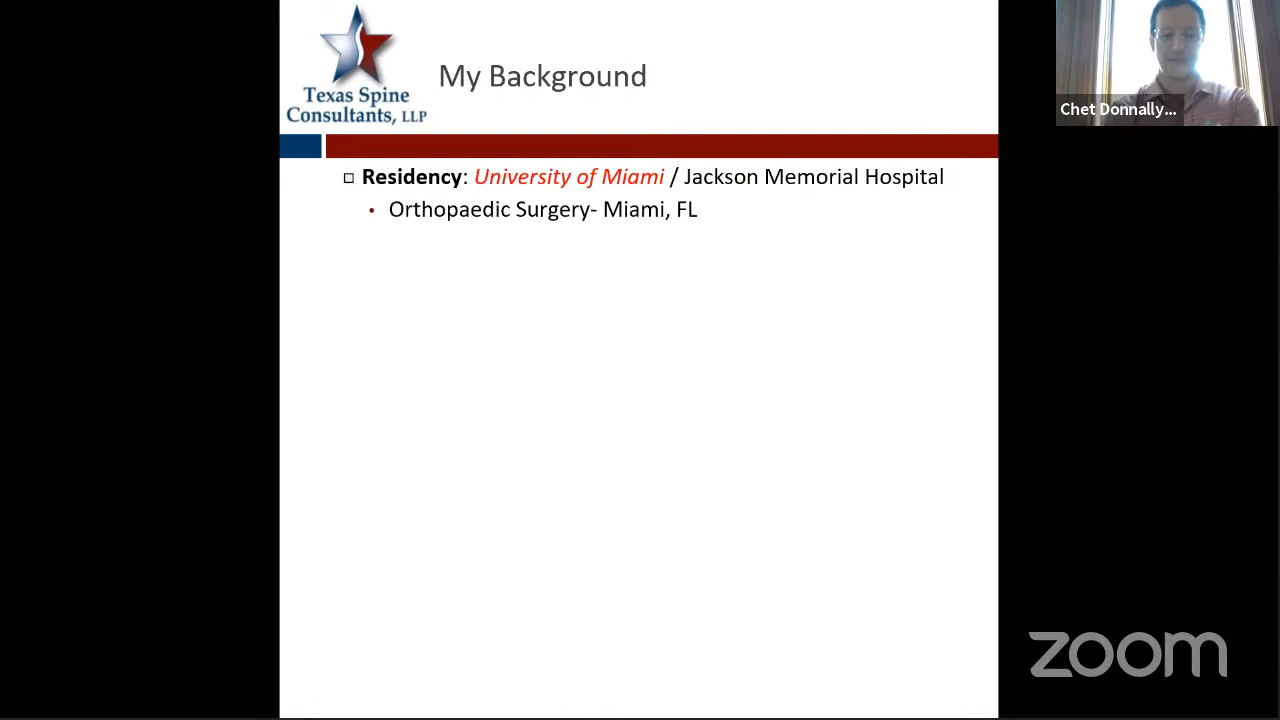 Texas Spine
Consultants, LLP
My Background
Chet Donnally...
Residency: University of Miami / Jackson Memorial Hospital
• Orthopaedic Surgery- Miami, FL
zoom